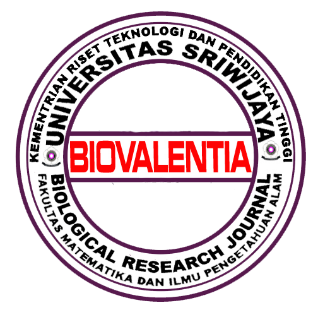 KEMENTRIAN RISET TEKNOLOGI DAN PENDIDIKAN TINGGI
UNIVERSITAS SRIWIJAYA
BIOVALENTIA
BIOLOGICAL RESEARCH JOURNAL
FAKULTAS MATEMATIKA DAN ILMU PENGETAHUAN ALAM